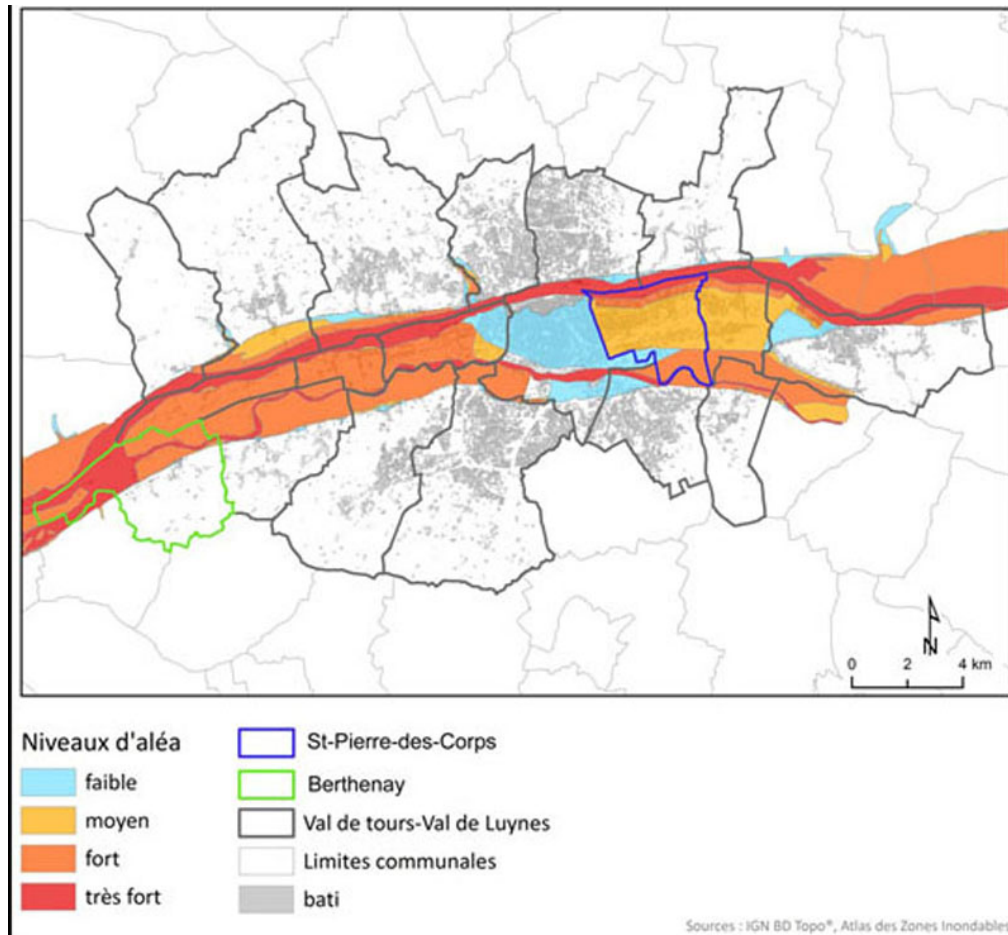 N
0 2 4 km
Niveaux d'aléa
faible
moyen
fort
très fort
St-Pierre-des-Corps
Berthenay
Val de tours-Val de Luynes
Limites communales
bati
Sources : IGN BD Topo®, Atlas des Zones Inondables